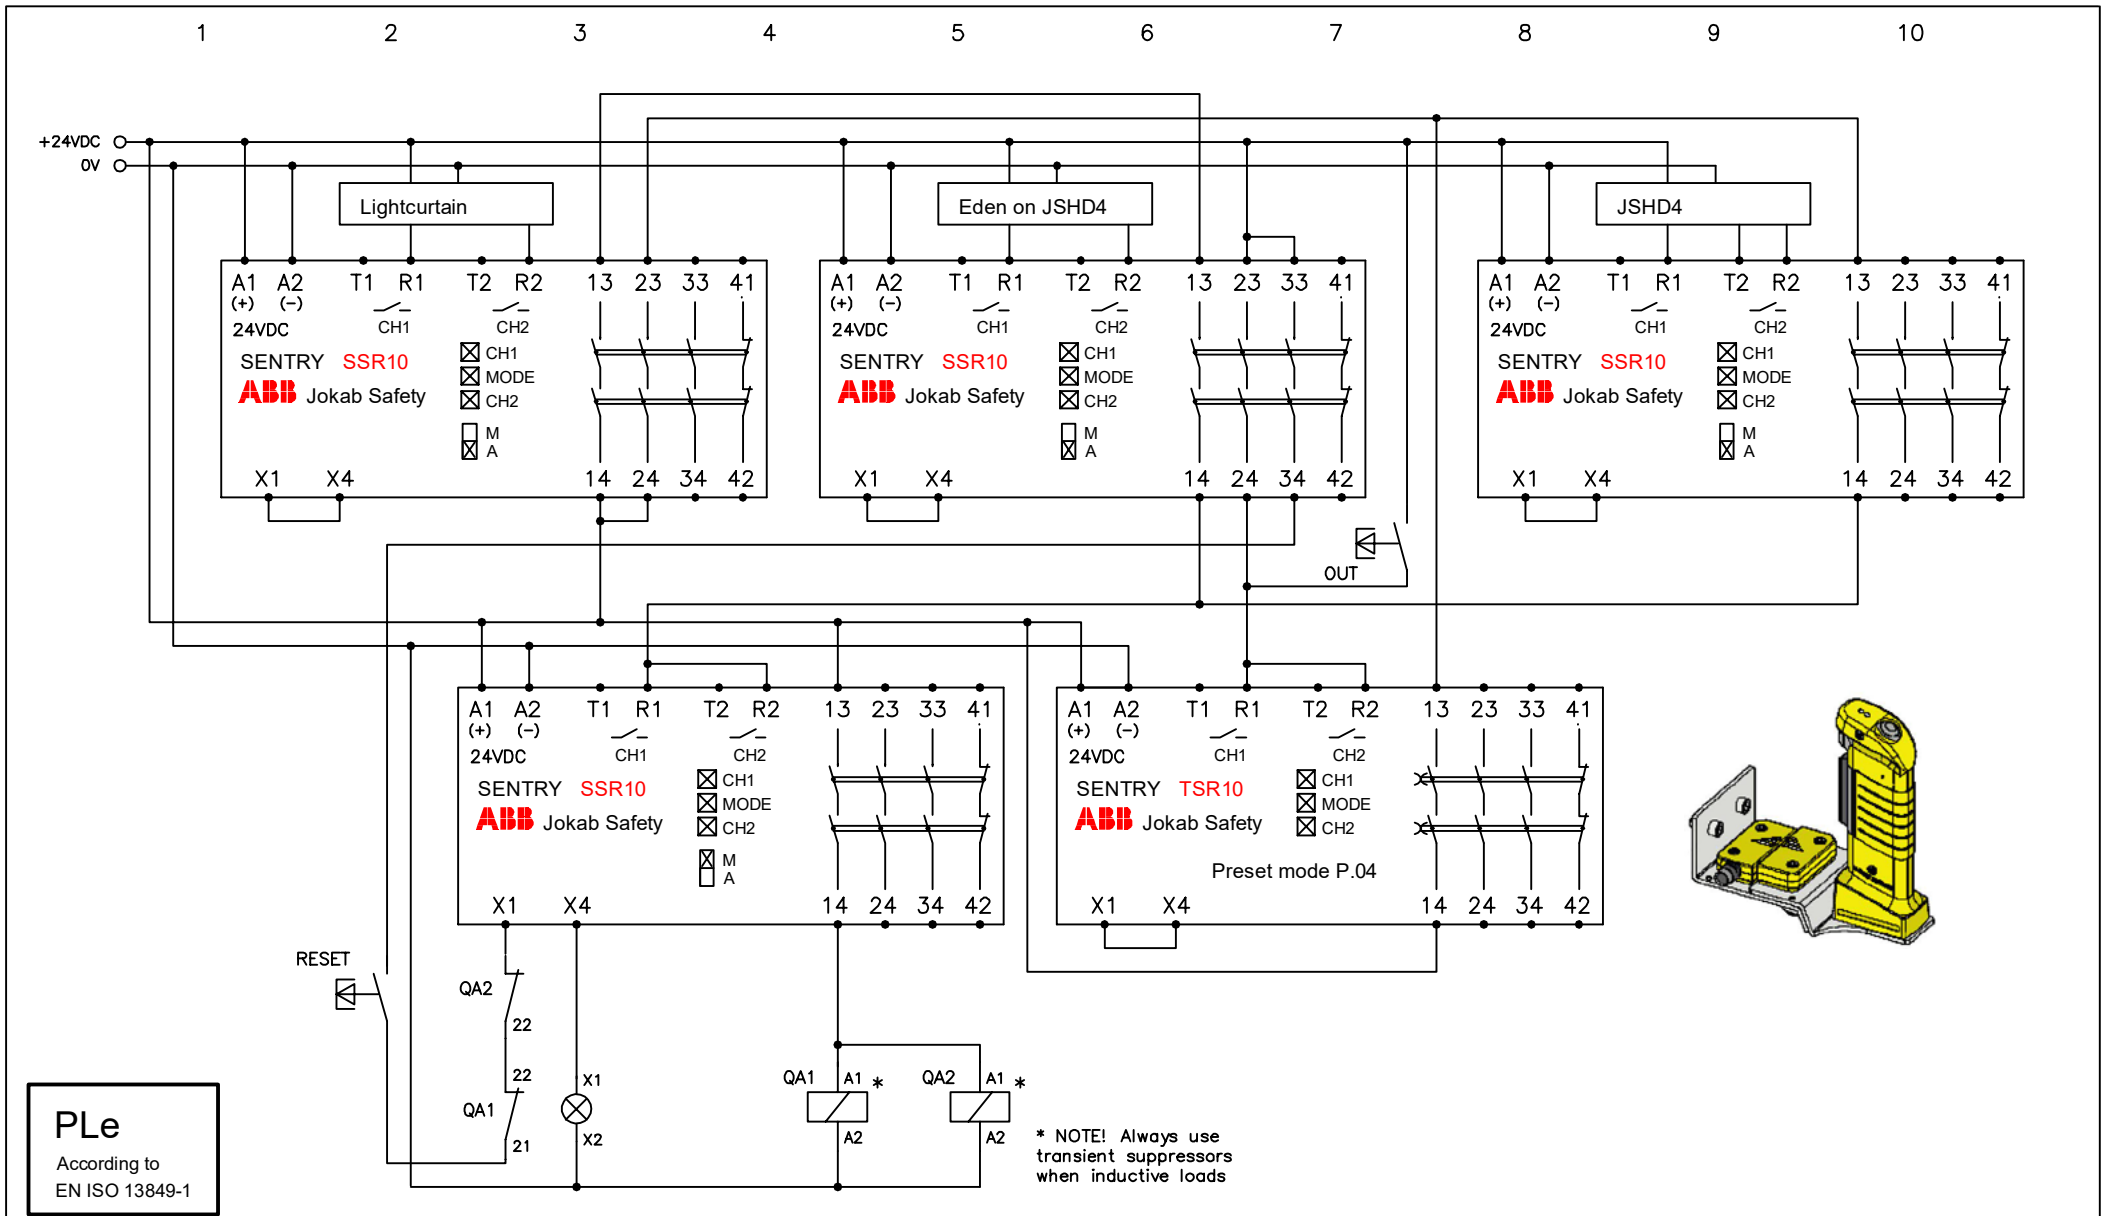 1 2 3 4 5 6 7 8 9 10
+24VDC
0V
Lightcurtain Eden on JSHD4 JSHD4
A1 A2 T1 R1 T2 R2 13 23 33 41 A1 A2 T1 R1 T2 R2 13 23 33 41 A1 A2 T1 R1 T2 R2 13 23 33 41
(+) (-) (+) (-) (+) (-)
24VDC CH1 CH2 24VDC CH1 CH2 24VDC CH1 CH2
CH1 CH1 CH1
SENTRY SSR10 SENTRY SSR10 SENTRY SSR10
MODE MODE MODE
ABB Jokab Safety CH2 ABB Jokab Safety CH2 ABB Jokab Safety CH2
M M M
A A A
X1 X4 14 24 34 42 X1 X4 14 24 34 42 X1 X4 14 24 34 42
OUT
A1 A2 T1 R1 T2 R2 13 23 33 41 A1 A2 T1 R1 T2 R2 13 23 33 41
(+) (-) (+) (-)
24VDC CH1 CH2 24VDC CH1 CH2
CH1 CH1
SENTRY SSR10 SENTRY TSR10
MODE MODE
ABB Jokab Safety CH2 ABB Jokab Safety CH2
M
A
Preset mode P.04
X1 X4 14 24 34 42 X1 X4 14 24 34 42
RESET
QA2
22
22
QA1
21
X1
X2
QA1 A1 * QA2 A1 *
A2 A2
* NOTE! Always use
transient suppressors
when inductive loads
PLe
According to
EN ISO 13849-1